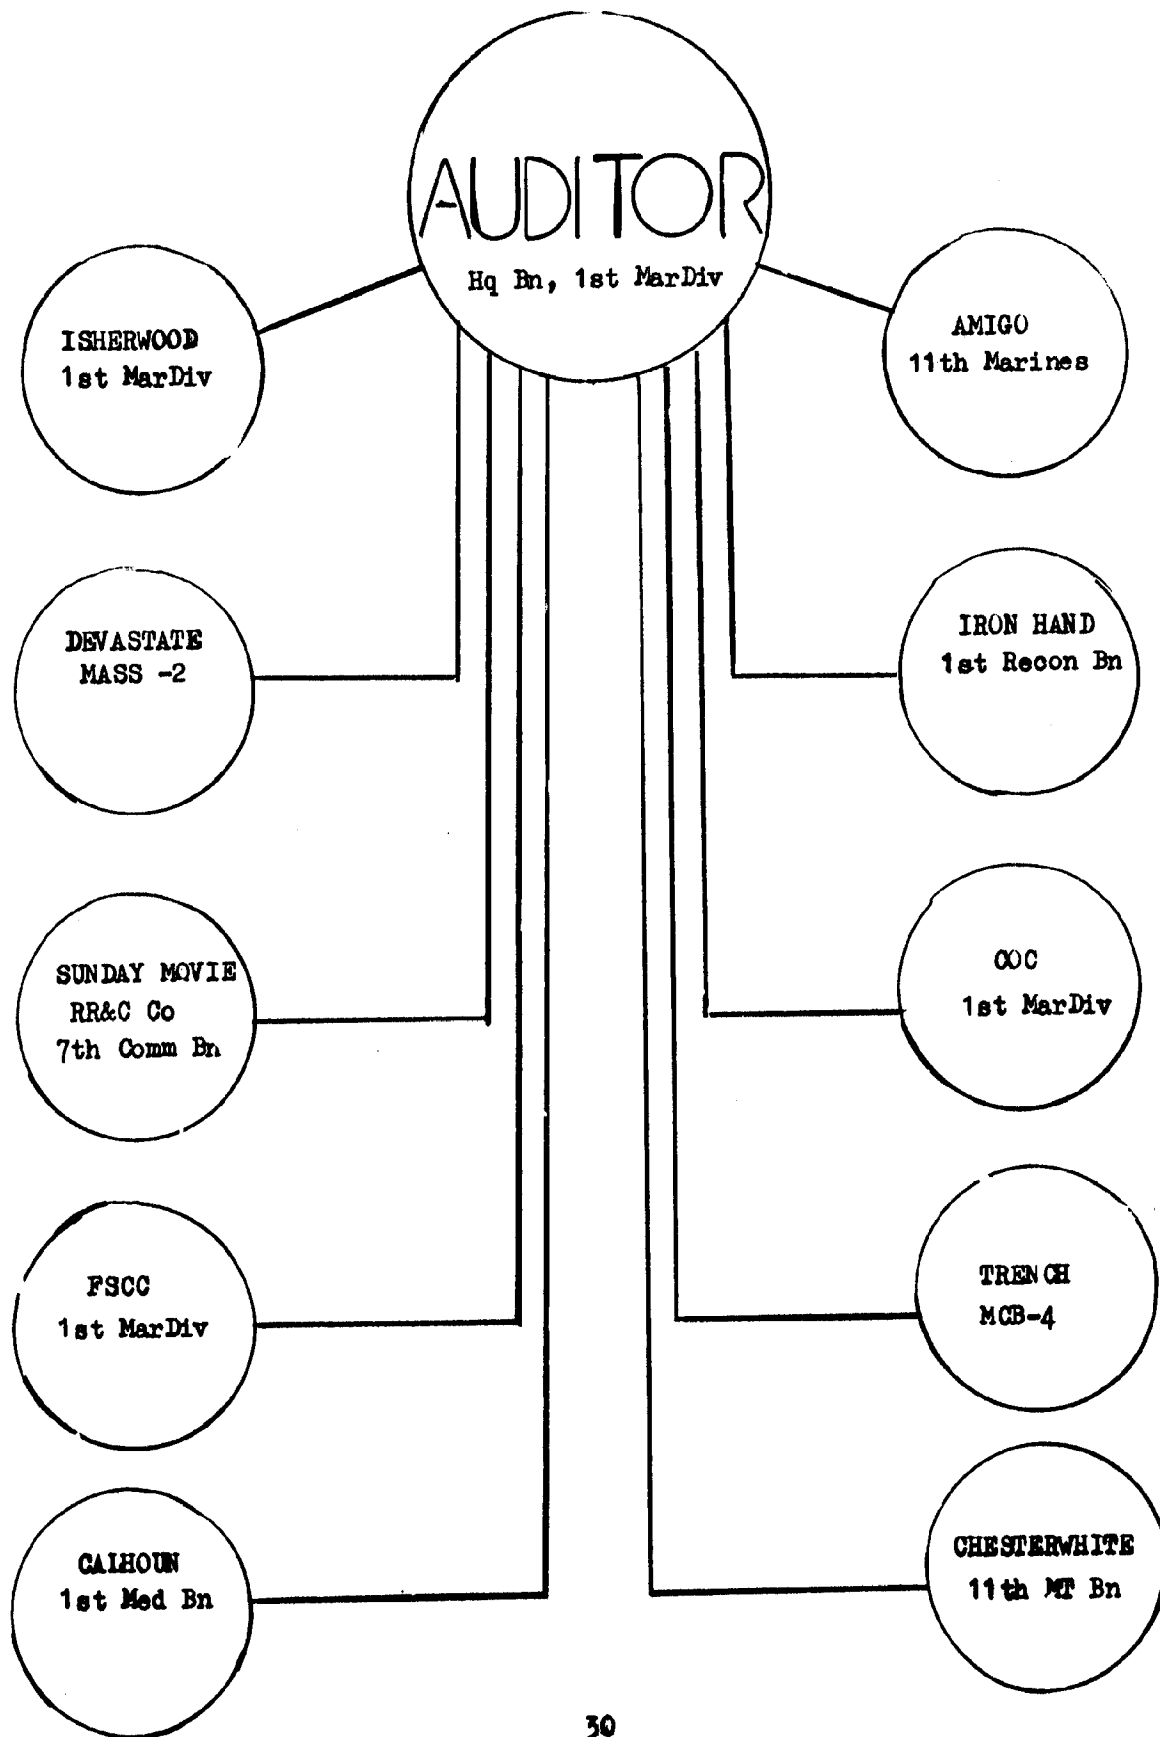 AUDITOR
Hq Bn, 1st MarDiv
ISHERWOOD
1st MarDiv
AMIGO
11th Marines
DEVASTATE
MASS -2
IRON HAND
1st Recon Bn
SUNDAY MOVIE
RR&C Co
7th Comm Bn
COC
1st MarDiv
FSCC
1st MarDiv
TRENCH
MCB-4
CALHOUN
1st Med Bn
CHESTERWHITE
11th MT Bn
30